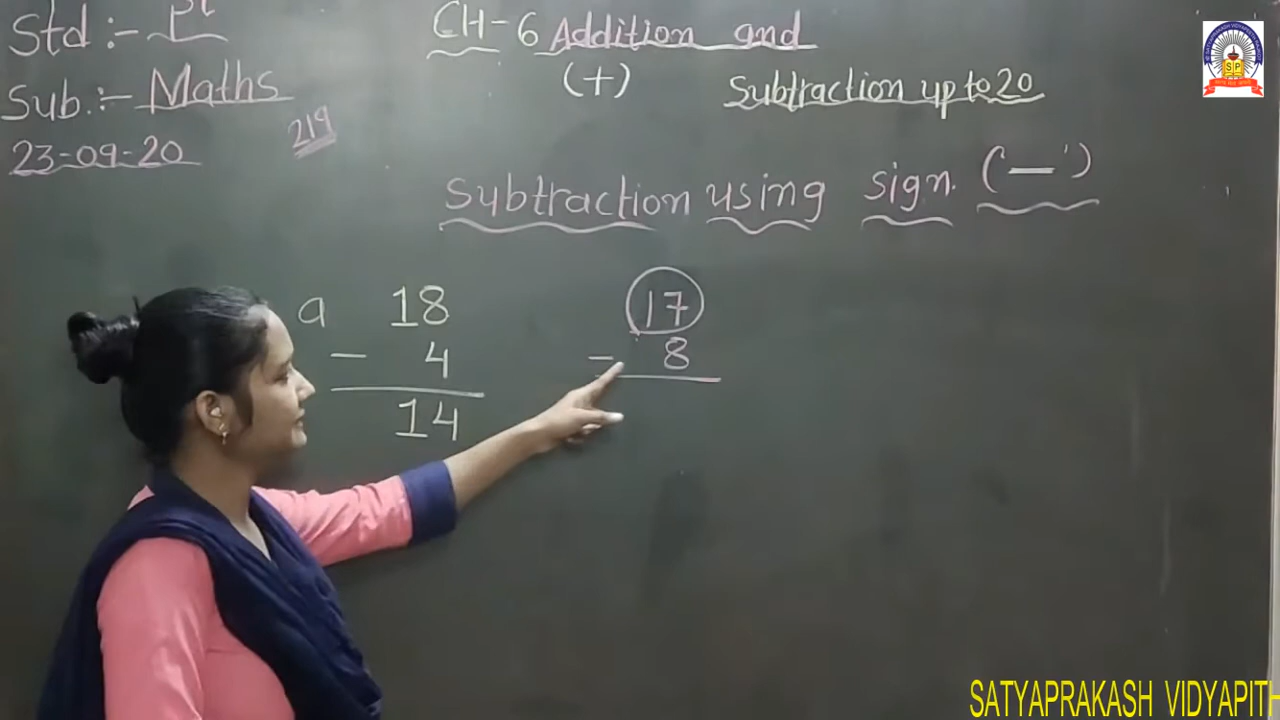 Std :-
CH-6 Addition and
(+)
Subtraction up to 20
Sub. :- Maths
23-09-20
219
Subtraction using sign. ('—')
a 18
- 4
14
17
- 8
SP
SATYAPRAKASH VIDYAPITH